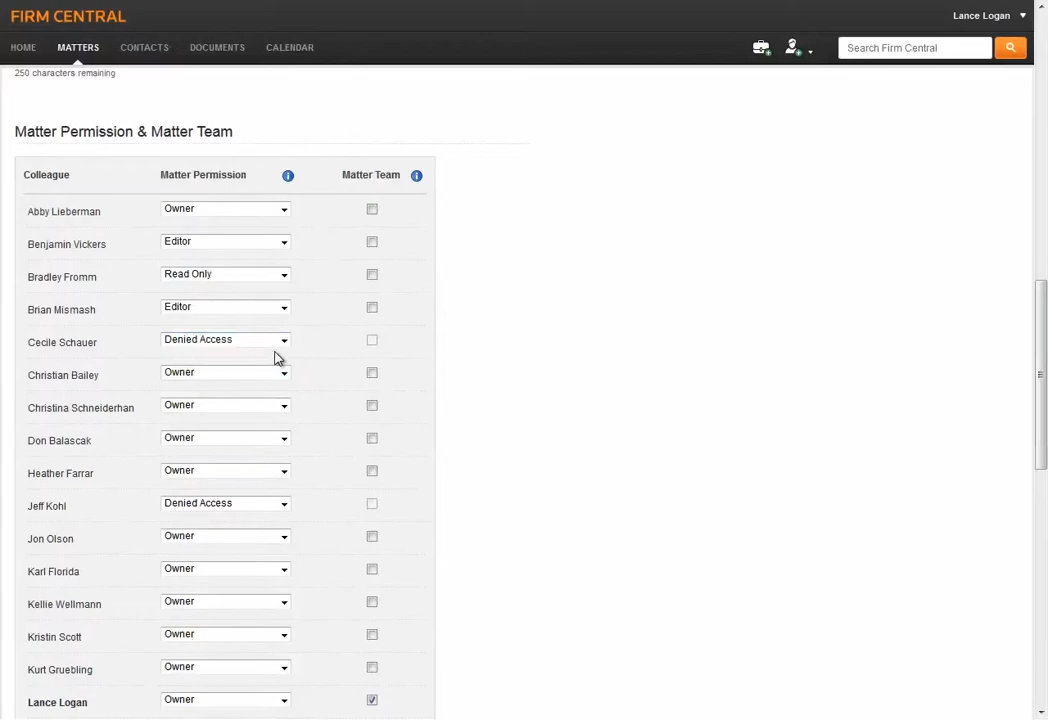 FIRM CENTRAL
Lance Logan
HOME MATTERS CONTACTS DOCUMENTS CALENDAR Search Firm Central
250 characters remaining
Matter Permission & Matter Team
Colleague Matter Permission Matter Team
Abby Lieberman Owner
Benjamin Vickers Editor
Bradley Fromm Read Only
Brian Mismash Editor
Cecile Schauer Denied Access
Christian Bailey Owner
Christina Schneiderhan Owner
Don Balascak Owner
Heather Farrar Owner
Jeff Kohl Denied Access
Jon Olson Owner
Karl Florida Owner
Kellie Wellmann Owner
Kristin Scott Owner
Kurt Gruebling Owner
Lance Logan Owner